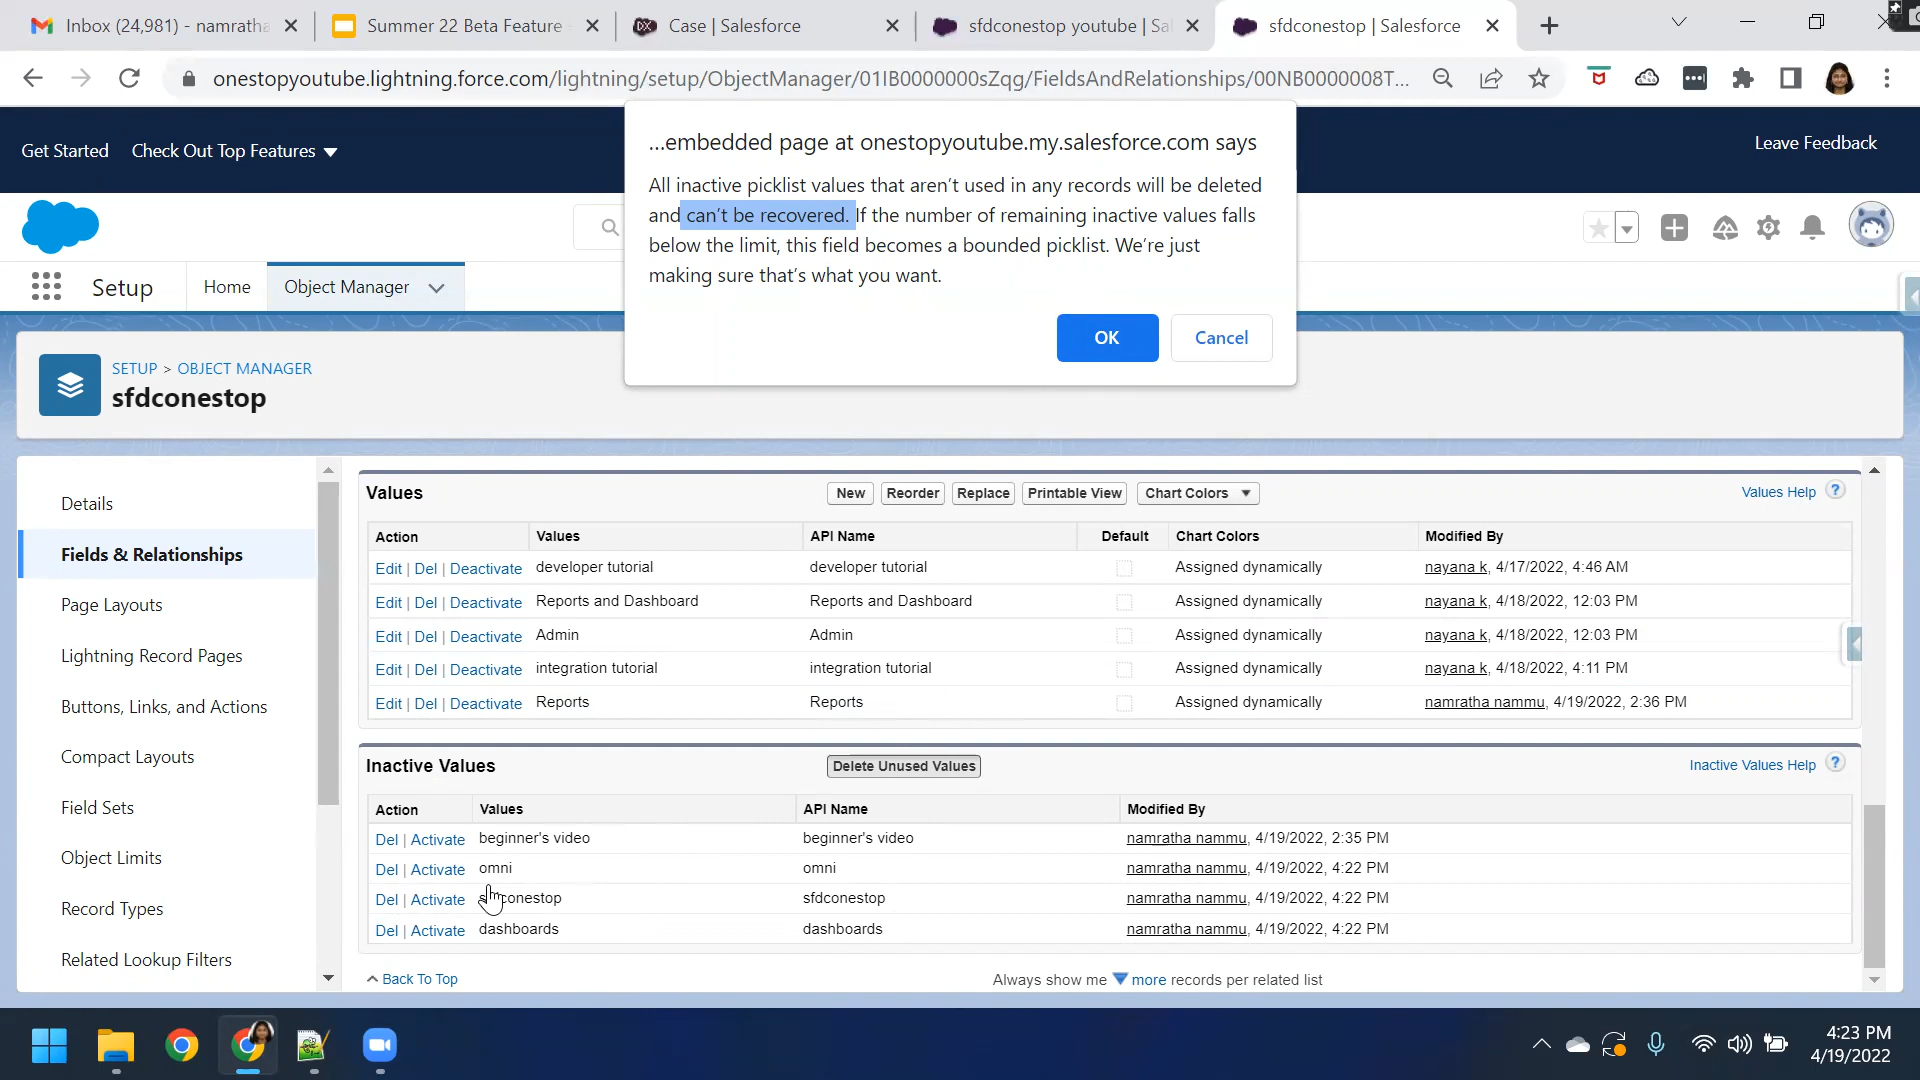 Inbox (24,981) - namratha
Summer 22 Beta Feature
Case | Salesforce
sfdconestop youtube | Sa
sfdconestop | Salesforce
onestopyoutube.lightning.force.com/lightning/setup/ObjectManager/01IB0000000sZqg/FieldsAndRelationships/00NB0000008T...
Get Started
Check Out Top Features
Leave Feedback
...embedded page at onestopyoutube.my.salesforce.com says
All inactive picklist values that aren't used in any records will be deleted
and can't be recovered. If the number of remaining inactive values falls
below the limit, this field becomes a bounded picklist. We're just
making sure that's what you want.
OK
Cancel
Setup
Home
Object Manager
SETUP > OBJECT MANAGER
sfdconestop
Details
Fields & Relationships
Page Layouts
Lightning Record Pages
Buttons, Links, and Actions
Compact Layouts
Field Sets
Object Limits
Record Types
Related Lookup Filters
Values
New
Reorder
Replace
Printable View
Chart Colors
Values Help ?
Action Values API Name Default Chart Colors Modified By
Edit | Del | Deactivate developer tutorial developer tutorial Assigned dynamically nayana k, 4/17/2022, 4:46 AM
Edit | Del | Deactivate Reports and Dashboard Reports and Dashboard Assigned dynamically nayana k, 4/18/2022, 12:03 PM
Edit | Del | Deactivate Admin Admin Assigned dynamically nayana k, 4/18/2022, 12:03 PM
Edit | Del | Deactivate integration tutorial integration tutorial Assigned dynamically nayana k, 4/18/2022, 4:11 PM
Edit | Del | Deactivate Reports Reports Assigned dynamically namratha nammu, 4/19/2022, 2:36 PM
Inactive Values
Delete Unused Values
Inactive Values Help ?
Action Values API Name Modified By
Del | Activate beginner's video beginner's video namratha nammu, 4/19/2022, 2:35 PM
Del | Activate omni omni namratha nammu, 4/19/2022, 4:22 PM
Del | Activate sfdconestop sfdconestop namratha nammu, 4/19/2022, 4:22 PM
Del | Activate dashboards dashboards namratha nammu, 4/19/2022, 4:22 PM
Back To Top
Always show me more records per related list
4:23 PM
4/19/2022